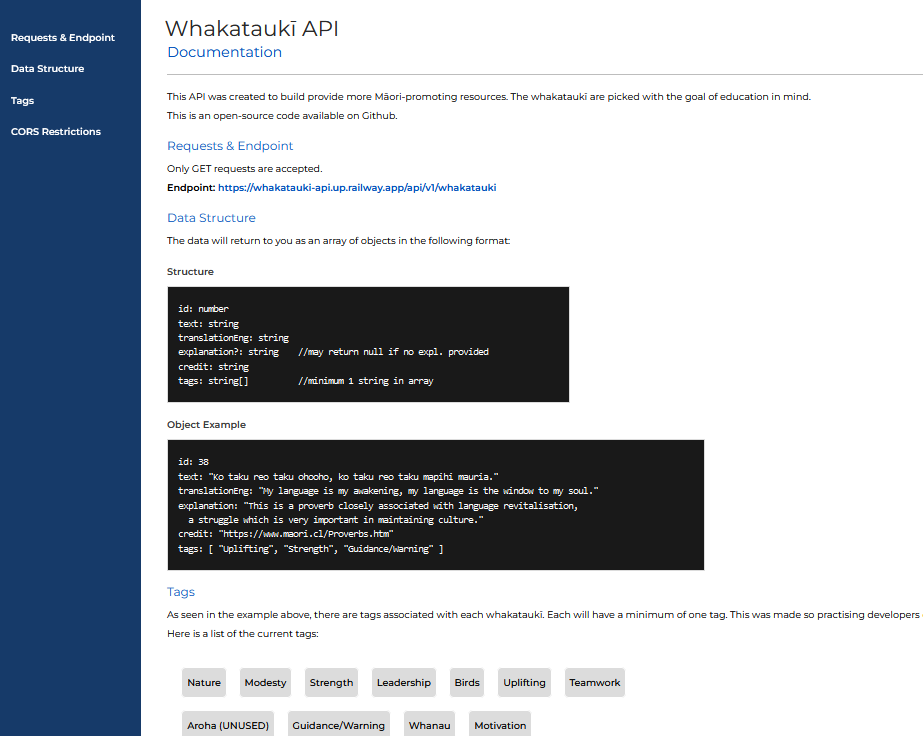 Requests & Endpoint
Data Structure
Tags
CORS Restrictions
Whakataukī API
Documentation
This API was created to build provide more Māori-promoting resources. The whakataukī are picked with the goal of education in mind.
This is an open-source code available on Github.
Requests & Endpoint
Only GET requests are accepted.
Endpoint: https://whakatauki-api.up.railway.app/api/v1/whakatauki
Data Structure
The data will return to you as an array of objects in the following format:
Structure
id: number
text: string
translationEng: string
explanation?: string //may return null if no expl. provided
credit: string
tags: string[] //minimum 1 string in array
Object Example
id: 38
text: "Ko taku reo taku ohooho, ko taku reo taku mapihi mauria."
translationEng: "My language is my awakening, my language is the window to my soul."
explanation: "This is a proverb closely associated with language revitalisation,
a struggle which is very important in maintaining culture."
credit: "https://www.maori.cl/Proverbs.htm"
tags: [ "Uplifting", "Strength", "Guidance/Warning" ]
Tags
As seen in the example above, there are tags associated with each whakataukī. Each will have a minimum of one tag. This was made so practising developers
Here is a list of the current tags:
Nature Modesty Strength Leadership Birds Uplifting Teamwork
Aroha (UNUSED) Guidance/Warning Whanau Motivation